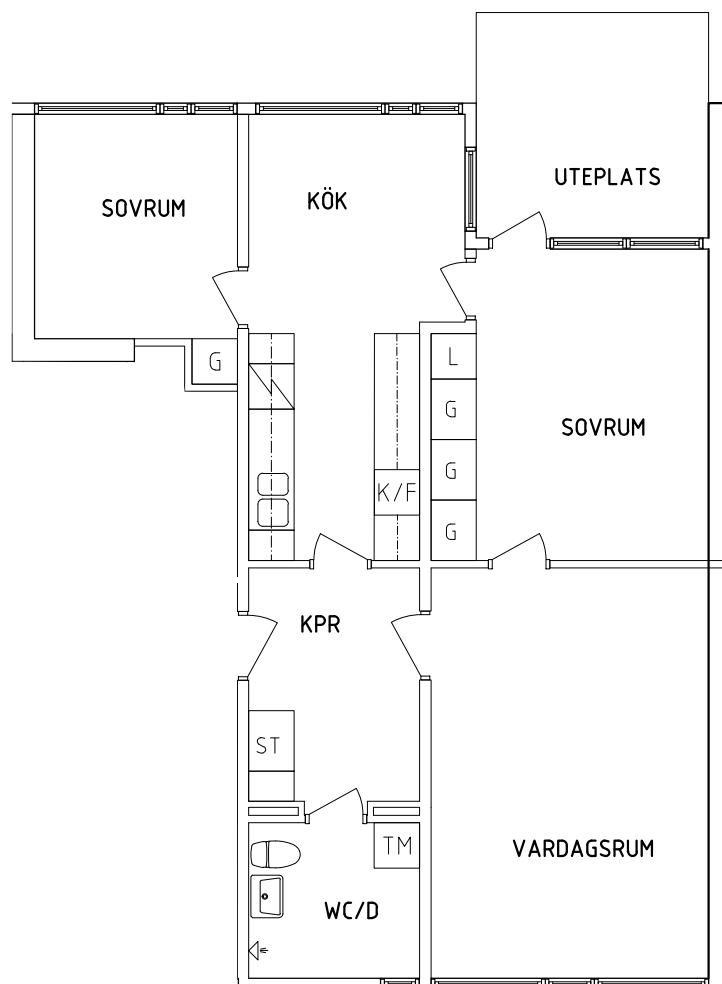 UTEPLATS
SOVRUM
KÖK
G
L
G
SOVRUM
G
K/F
G
KPR
ST
TM
VARDAGSRUM
WC/D